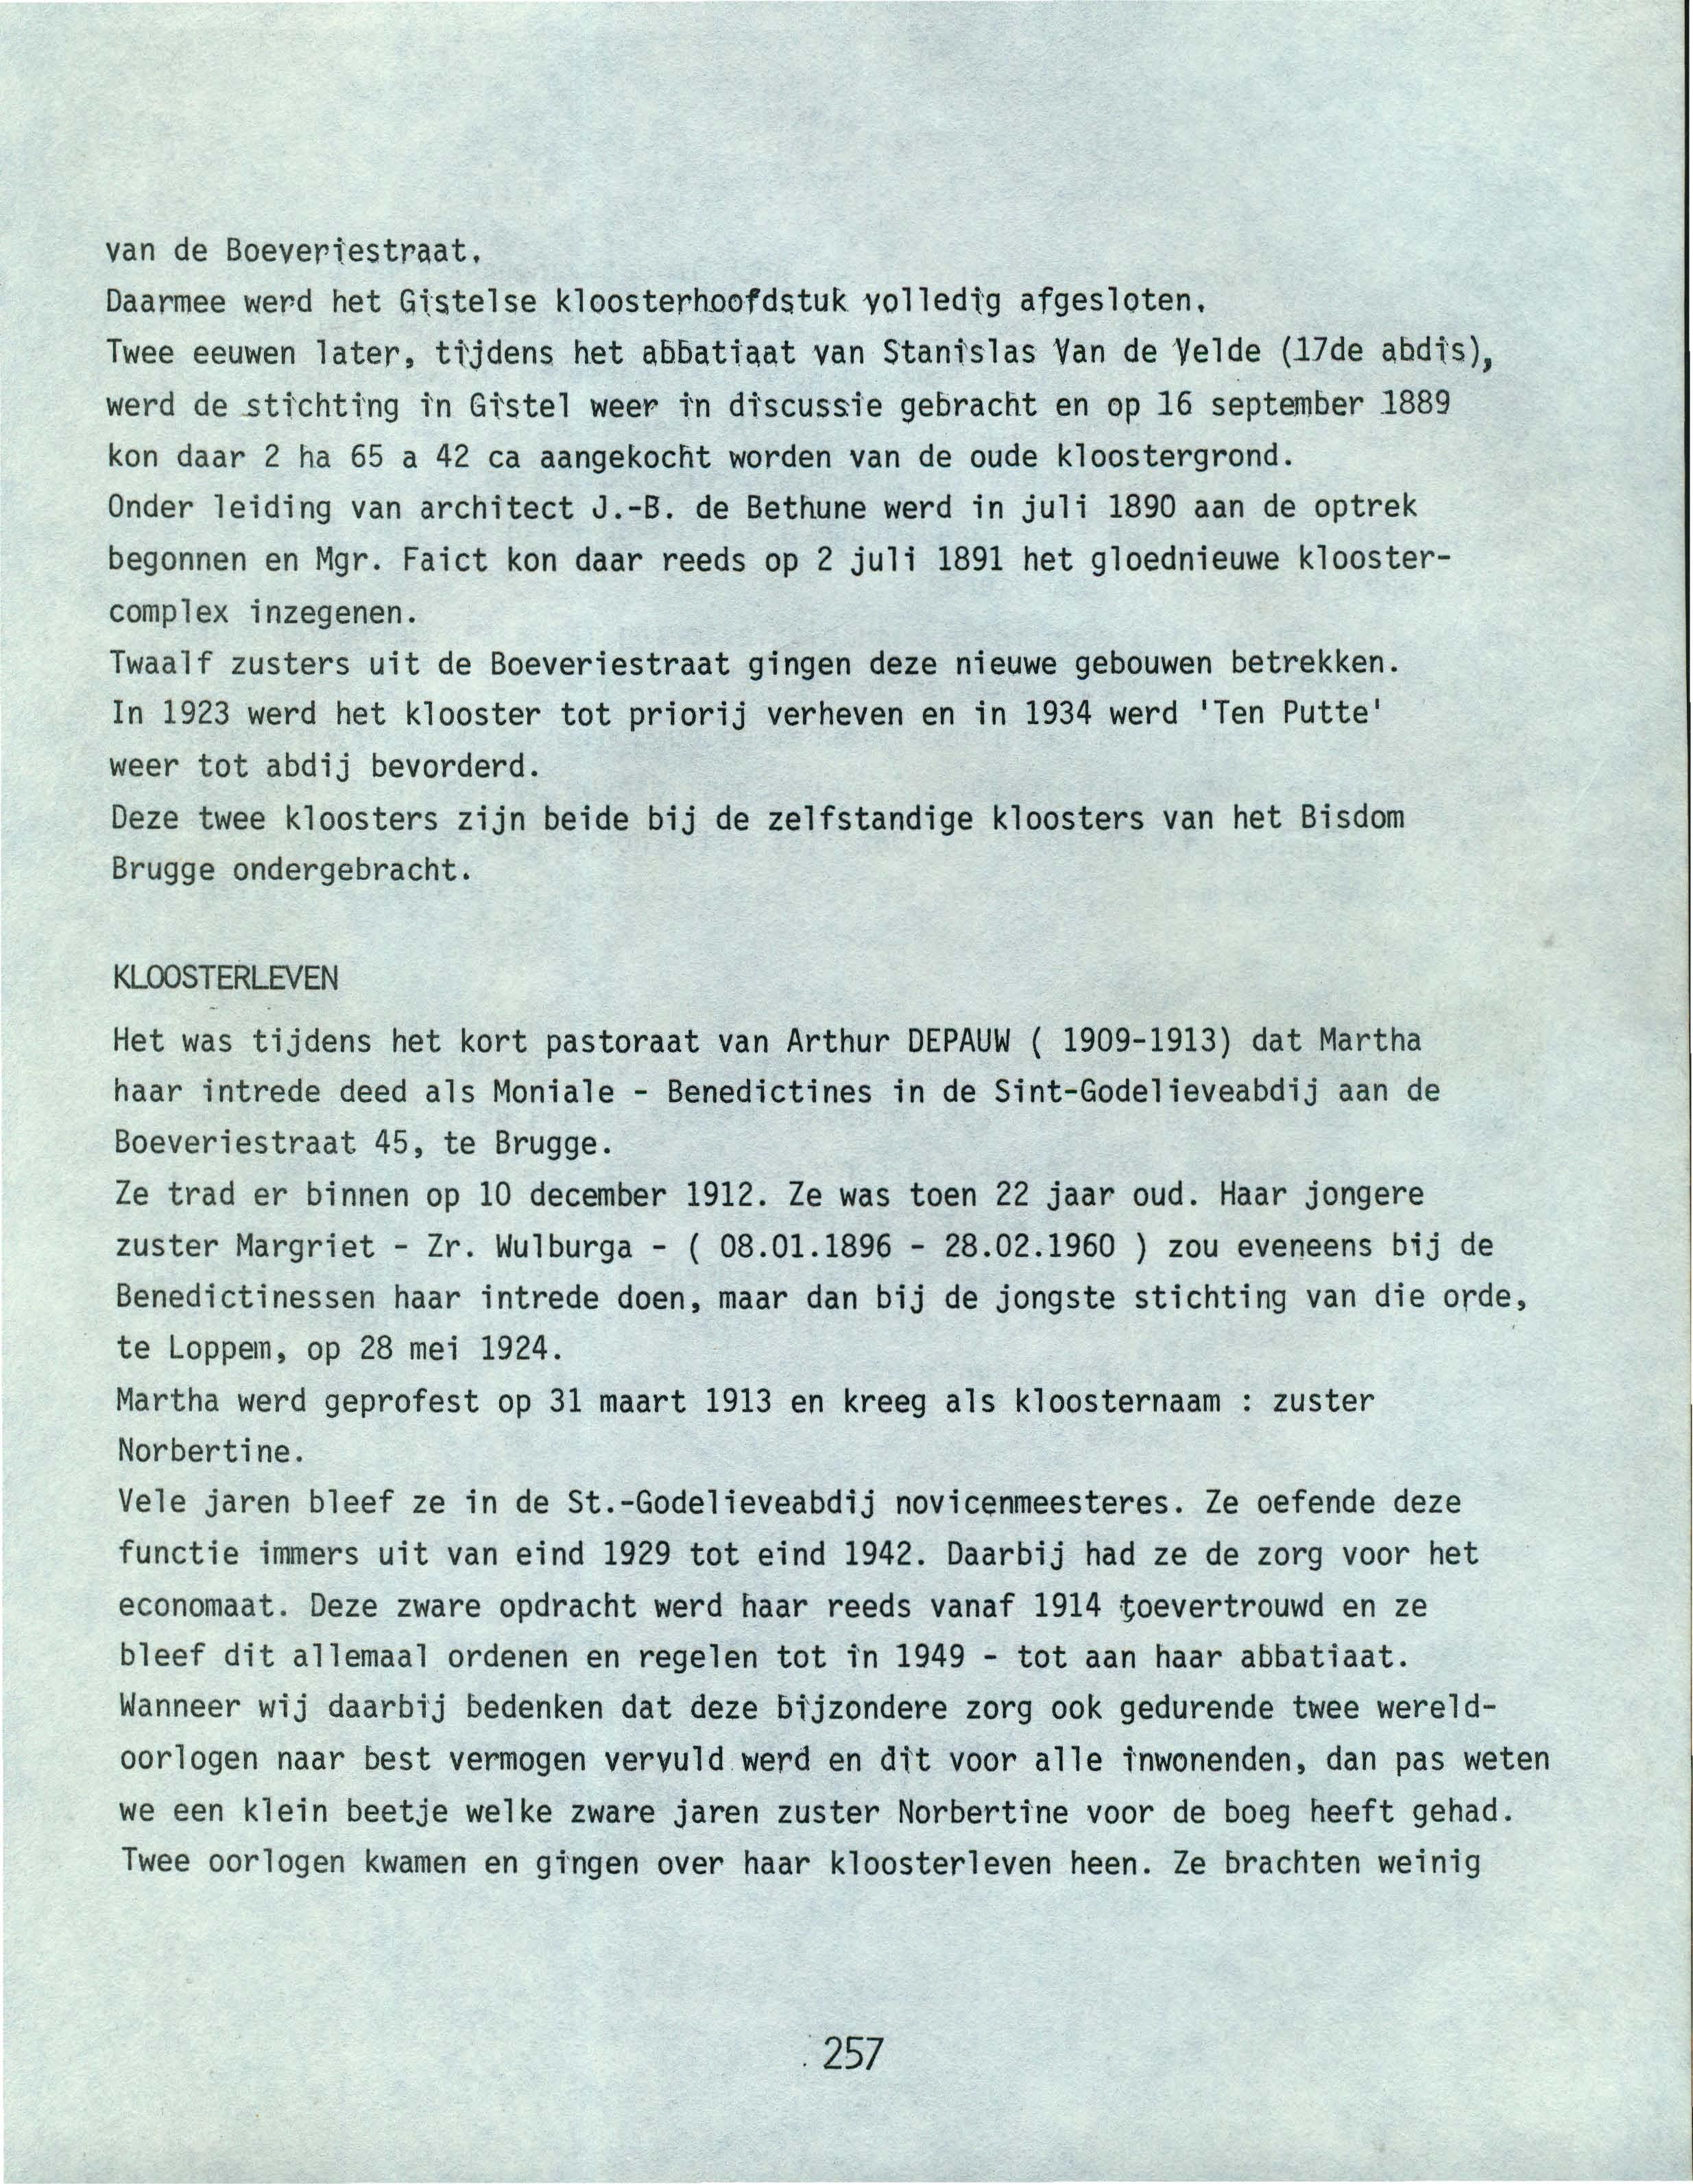 van de Boeveriestraat.
Daarmee werd het Gistelse kloosterhoofdstuk volledig afgesloten.
Twee eeuwen later, tijdens het abbatiaat van Stanislas Van de Velde (17de abdis),
werd de stichting in Gistel weer in discussie gebracht en op 16 september 1889
kon daar 2 ha 65 a 42 ca aangekocht worden van de oude kloostergrond.
Onder leiding van architect J.-B. de Bethune werd in juli 1890 aan de optrek
begonnen en Mgr. Faict kon daar reeds op 2 juli 1891 het gloednieuwe klooster-
complex inzegenen.
Twaalf zusters uit de Boeveriestraat gingen deze nieuwe gebouwen betrekken.
In 1923 werd het klooster tot priorij verheven en in 1934 werd 'Ten Putte'
weer tot abdij bevorderd.
Deze twee kloosters zijn beide bij de zelfstandige kloosters van het Bisdom
Brugge ondergebracht.
KLOOSTERLEVEN
Het was tijdens het kort pastoraat van Arthur DEPAUW ( 1909-1913) dat Martha
haar intrede deed als Moniale - Benedictines in de Sint-Godelieveabdij aan de
Boeveriestraat 45, te Brugge.
Ze trad er binnen op 10 december 1912. Ze was toen 22 jaar oud. Haar jongere
zuster Margriet - Zr. Wulburga - ( 08.01.1896 - 28.02.1960 ) zou eveneens bij de
Benedictinessen haar intrede doen, maar dan bij de jongste stichting van die orde,
te Loppem, op 28 mei 1924.
Martha werd geprofest op 31 maart 1913 en kreeg als kloosternaam : zuster
Norbertine.
Vele jaren bleef ze in de St.-Godelieveabdij novicenmeesteres. Ze oefende deze
functie immers uit van eind 1929 tot eind 1942. Daarbij had ze de zorg voor het
economaat. Deze zware opdracht werd haar reeds vanaf 1914 toevertrouwd en ze
bleef dit allemaal ordenen en regelen tot in 1949 - tot aan haar abbatiaat.
Wanneer wij daarbij bedenken dat deze bijzondere zorg ook gedurende twee wereld-
oorlogen naar best vermogen vervuld werd en dit voor alle inwonenden, dan pas weten
we een klein beetje welke zware jaren zuster Norbertine voor de boeg heeft gehad.
Twee oorlogen kwamen en gingen over haar kloosterleven heen. Ze brachten weinig
257